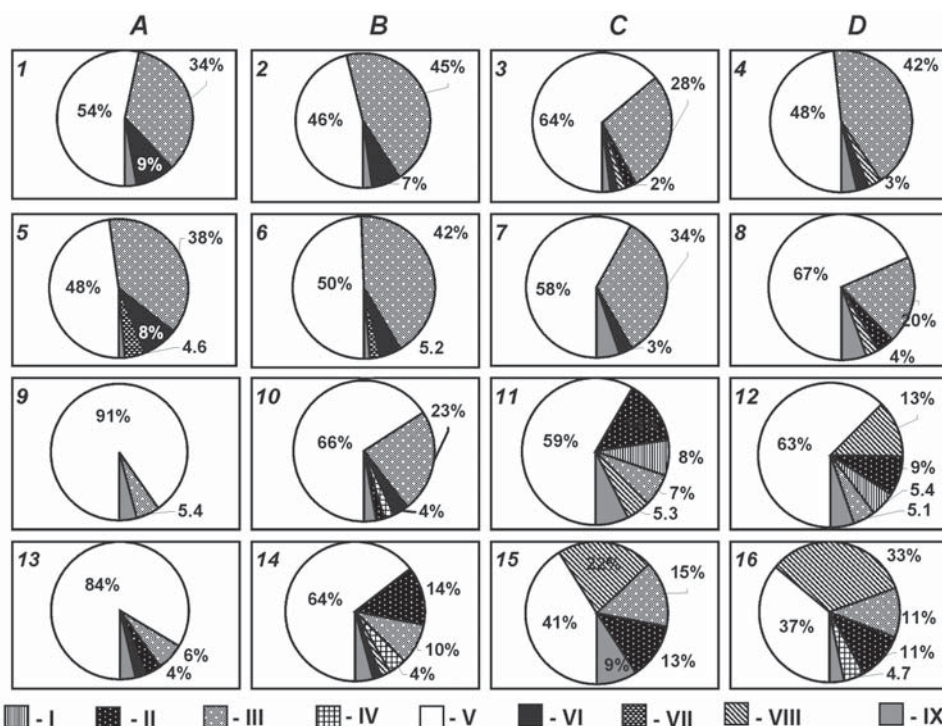 A B C D
1 54% 34% 9%
2 46% 45% 7%
3 64% 28% 2%
4 48% 42% 3%
5 48% 38% 8% 4.6
6 50% 42% 5.2
7 58% 34% 3%
8 67% 20% 4%
9 91% 5.4
10 66% 23% 4%
11 59% 8% 7% 5.3
12 63% 13% 9% 5.4 5.1
13 84% 6% 4%
14 64% 14% 10% 4%
15 41% 22% 15% 13% 9%
16 37% 33% 11% 11% 4.7
- I - II - III - IV - V - VI - VII - VIII - IX